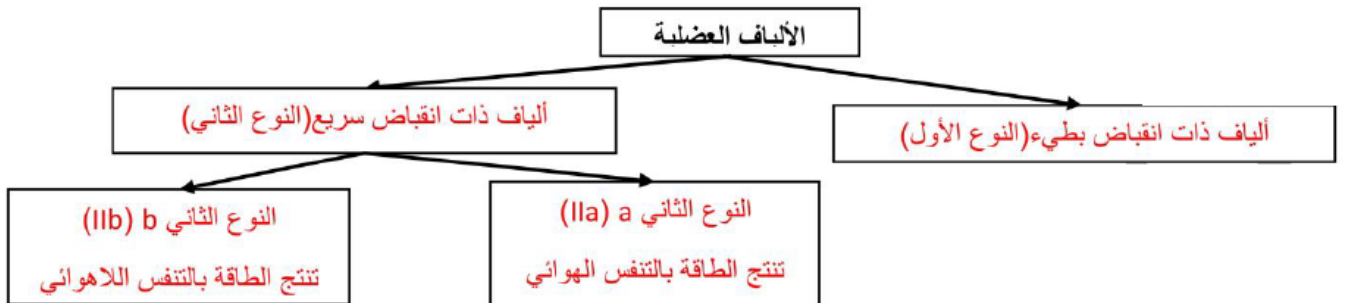 الألياف العضلية
ألياف ذات انقباض بطيء(النوع الأول)
ألياف ذات انقباض سريع(النوع الثاني)
النوع الثاني a (IIa)
تنتج الطاقة بالتنفس الهوائي
النوع الثاني b (IIb)
تنتج الطاقة بالتنفس اللاهوائي